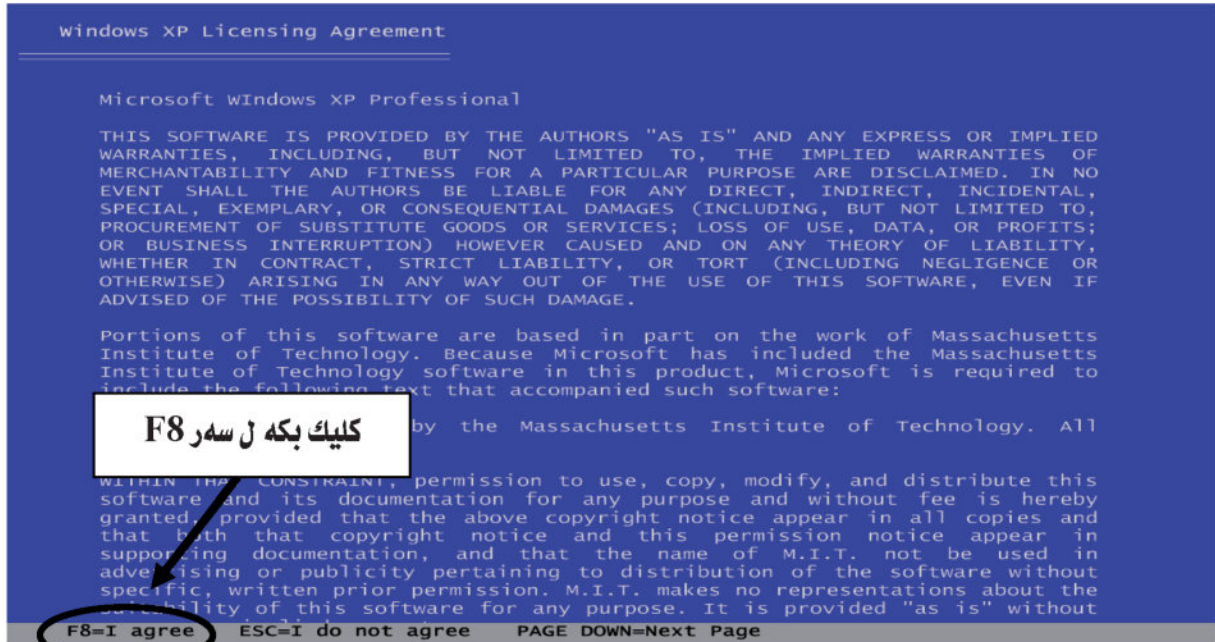 Windows XP Licensing Agreement
Microsoft WIndows XP Professional
THIS SOFTWARE IS PROVIDED BY THE AUTHORS "AS IS" AND ANY EXPRESS OR IMPLIED
WARRANTIES, INCLUDING, BUT NOT LIMITED TO, THE IMPLIED WARRANTIES OF
MERCHANTABILITY AND FITNESS FOR A PARTICULAR PURPOSE ARE DISCLAIMED. IN NO
EVENT SHALL THE AUTHORS BE LIABLE FOR ANY DIRECT, INDIRECT, INCIDENTAL,
SPECIAL, EXEMPLARY, OR CONSEQUENTIAL DAMAGES (INCLUDING, BUT NOT LIMITED TO,
PROCUREMENT OF SUBSTITUTE GOODS OR SERVICES; LOSS OF USE, DATA, OR PROFITS;
OR BUSINESS INTERRUPTION) HOWEVER CAUSED AND ON ANY THEORY OF LIABILITY,
WHETHER IN CONTRACT, STRICT LIABILITY, OR TORT (INCLUDING NEGLIGENCE OR
OTHERWISE) ARISING IN ANY WAY OUT OF THE USE OF THIS SOFTWARE, EVEN IF
ADVISED OF THE POSSIBILITY OF SUCH DAMAGE.
Portions of this software are based in part on the work of Massachusetts
Institute of Technology. Because Microsoft has included the Massachusetts
Institute of Technology software in this product, Microsoft is required to
include the following text that accompanied such software:
کلیك بکه ل سەر F8
by the Massachusetts Institute of Technology. All
WITHIN THAT CONSTRAINT, permission to use, copy, modify, and distribute this
software and its documentation for any purpose and without fee is hereby
granted, provided that the above copyright notice appear in all copies and
that both that copyright notice and this permission notice appear in
supporting documentation, and that the name of M.I.T. not be used in
advertising or publicity pertaining to distribution of the software without
specific, written prior permission. M.I.T. makes no representations about the
suitability of this software for any purpose. It is provided "as is" without
F8=I agree ESC=I do not agree PAGE DOWN=Next Page